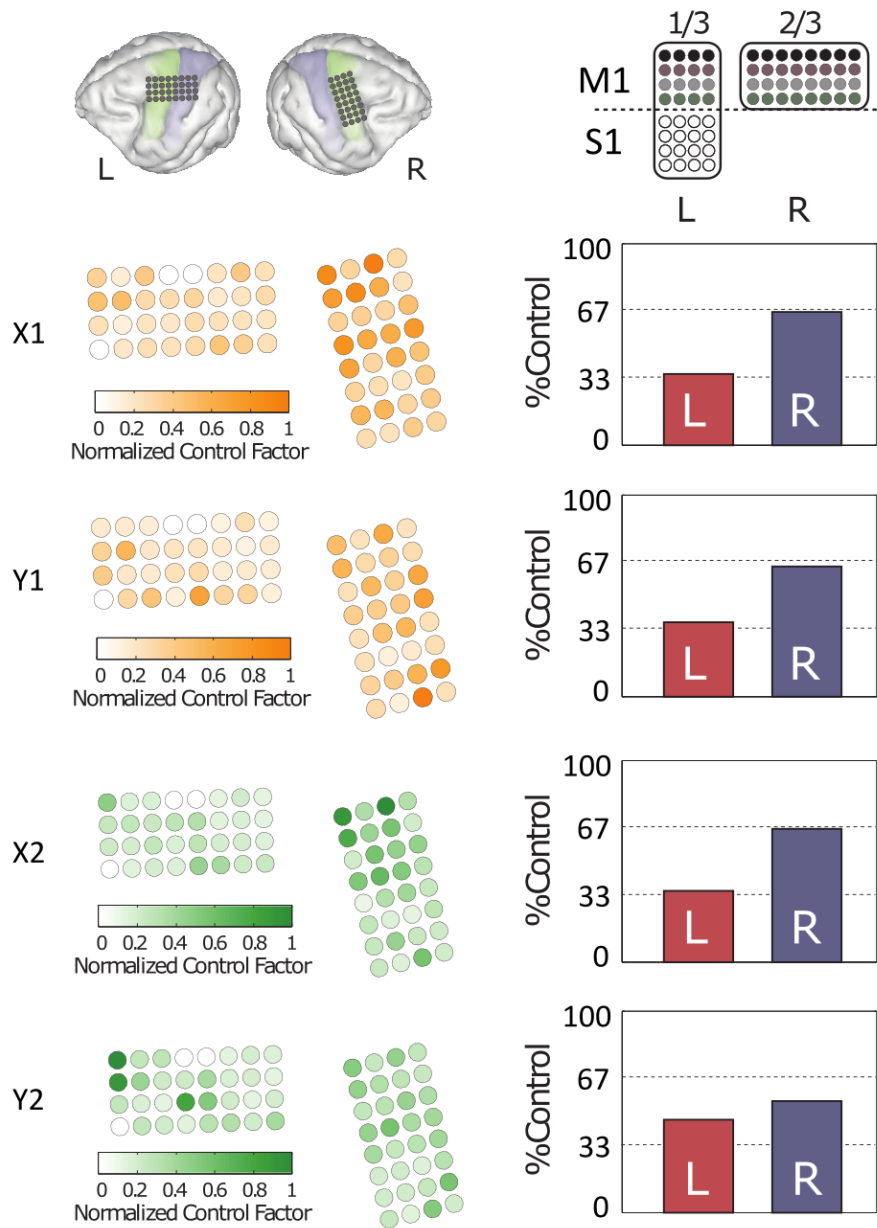 1/3 2/3
M1
S1
L R
L R
X1
0 0.2 0.4 0.6 0.8 1
Normalized Control Factor
%Control
100
67
33
0
L R
Y1
0 0.2 0.4 0.6 0.8 1
Normalized Control Factor
%Control
100
67
33
0
L R
X2
0 0.2 0.4 0.6 0.8 1
Normalized Control Factor
%Control
100
67
33
0
L R
Y2
0 0.2 0.4 0.6 0.8 1
Normalized Control Factor
%Control
100
67
33
0
L R